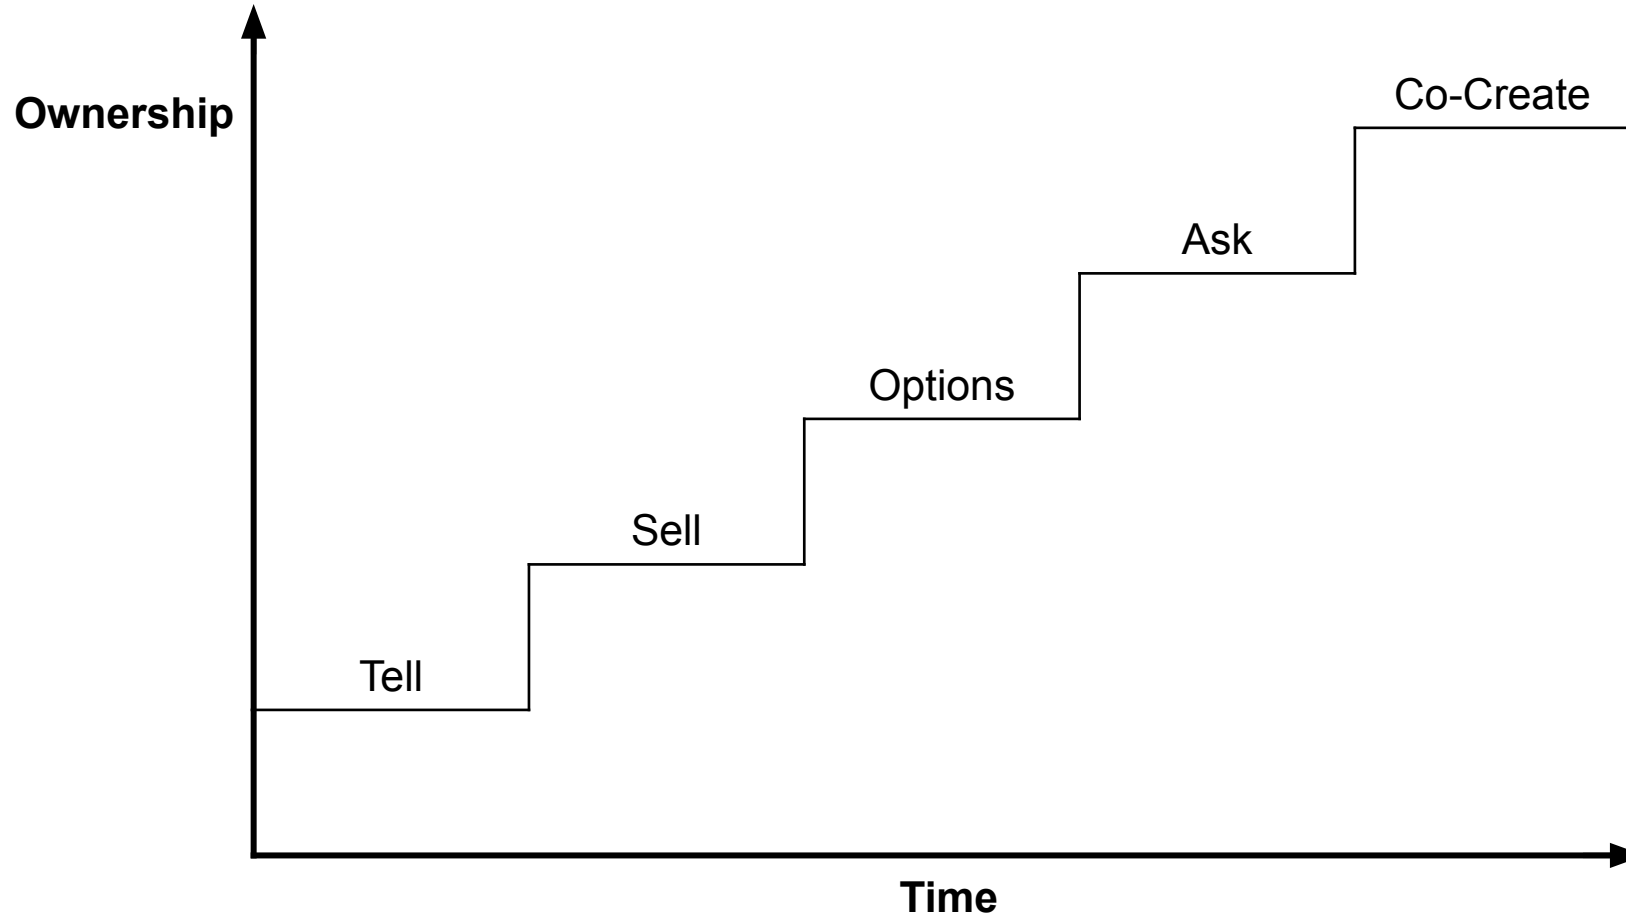 Co-Create
Ownership
Ask
Options
Sell
Tell
Time